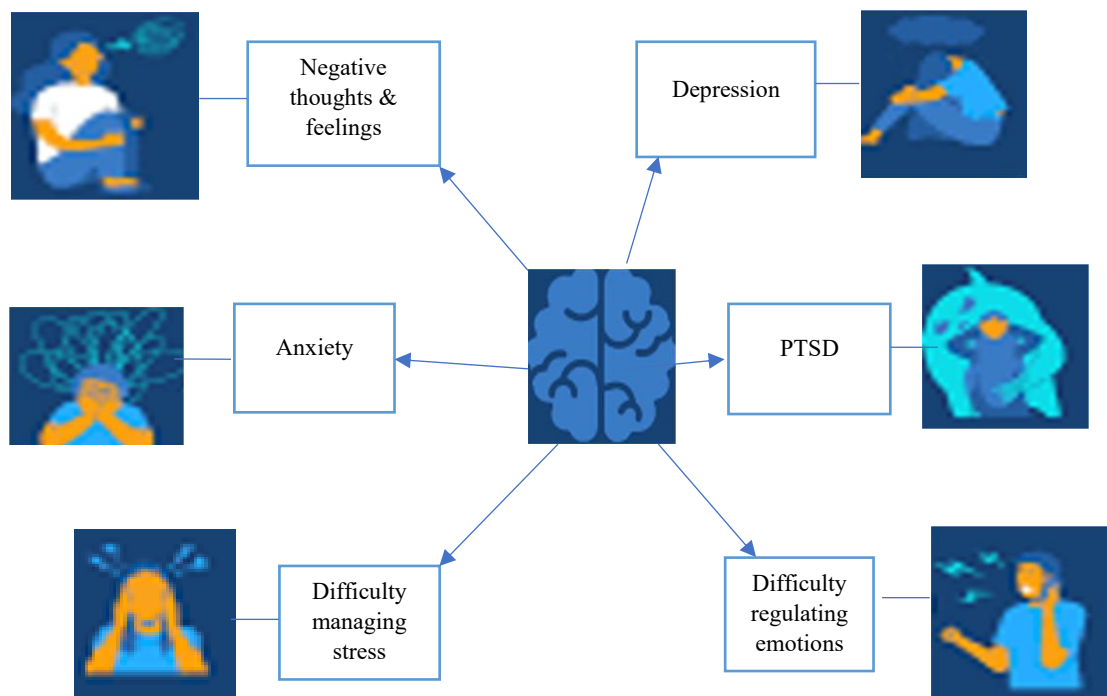 Negative
thoughts &
feelings
Depression
Anxiety
PTSD
Difficulty
managing
stress
Difficulty
regulating
emotions